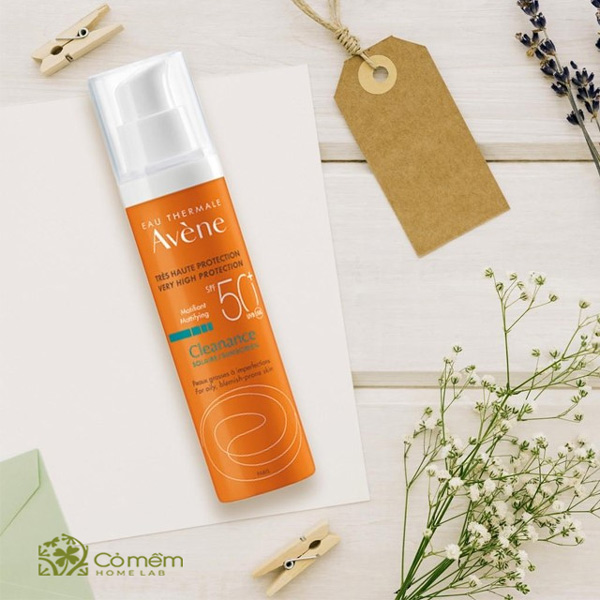 EAU THERMALE
Avène
TRÈS HAUTE PROTECTION
VERY HIGH PROTECTION
SPF 50+
Matifiant
Mattifying
Cleanance
Peaux grasses à imperfections
For oily, blemish-prone skin
Cỏ mềm
HOME LAB